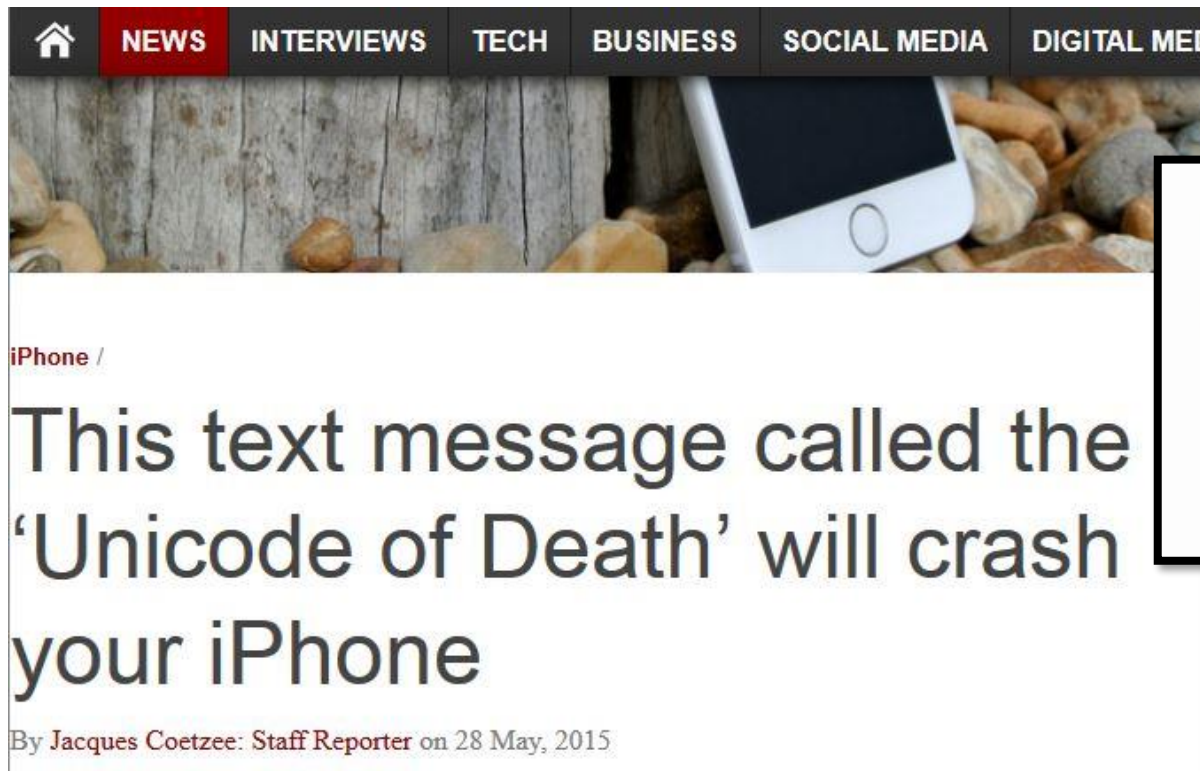 NEWS INTERVIEWS TECH BUSINESS SOCIAL MEDIA DIGITAL
iPhone /
This text message called the
‘Unicode of Death’ will crash
your iPhone
By Jacques Coetzee: Staff Reporter on 28 May, 2015